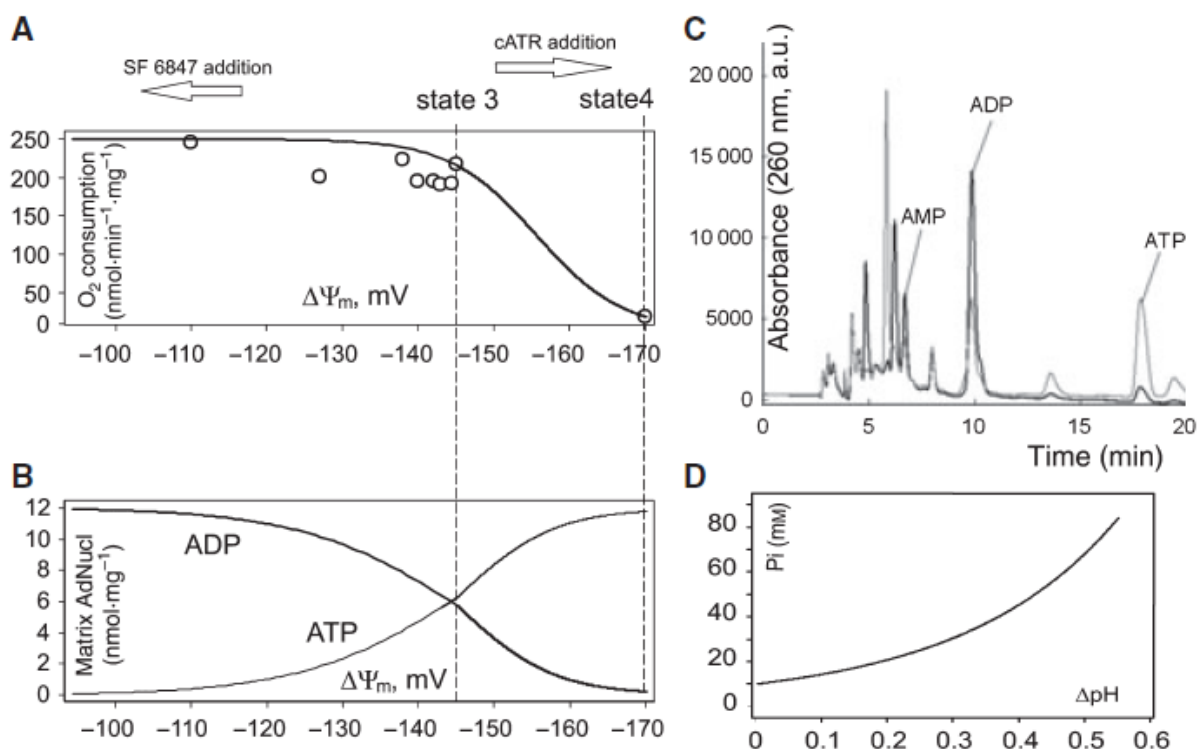 A
SF 6847 addition
cATR addition
state 3
state4
250
200
150
100
50
0
O₂ consumption
(nmol·min⁻¹·mg⁻¹)
ΔΨₘ, mV
−100
−110
−120
−130
−140
−150
−160
−170
B
12
10
8
6
4
2
0
Matrix AdNucl
(nmol·mg⁻¹)
ADP
ATP
ΔΨₘ, mV
−100
−110
−120
−130
−140
−150
−160
−170
C
Absorbance (260 nm, a.u.)
20 000
15 000
10 000
5000
0
ADP
AMP
ATP
0
5
10
15
20
Time (min)
D
Pi (mM)
80
60
40
20
0
ΔpH
0
0.1
0.2
0.3
0.4
0.5
0.6